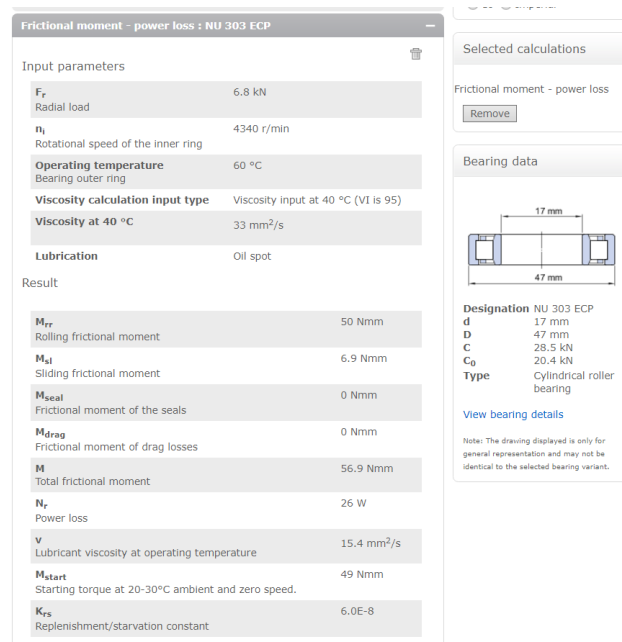 Frictional moment - power loss : NU 303 ECP
Input parameters
Fr
6.8 kN
Radial load
ni
4340 r/min
Rotational speed of the inner ring
Operating temperature
60 °C
Bearing outer ring
Viscosity calculation input type
Viscosity input at 40 °C (VI is 95)
Viscosity at 40 °C
33 mm²/s
Lubrication
Oil spot
Result
Mrr
50 Nmm
Rolling frictional moment
Msl
6.9 Nmm
Sliding frictional moment
Mseal
0 Nmm
Frictional moment of the seals
Mdrag
0 Nmm
Frictional moment of drag losses
M
56.9 Nmm
Total frictional moment
Nr
26 W
Power loss
ν
15.4 mm²/s
Lubricant viscosity at operating temperature
Mstart
49 Nmm
Starting torque at 20-30°C ambient and zero speed.
Krs
6.0E-8
Replenishment/starvation constant
Selected calculations
Frictional moment - power loss
Remove
Bearing data
17 mm
47 mm
Designation NU 303 ECP
d 17 mm
D 47 mm
C 28.5 kN
C0 20.4 kN
Type Cylindrical roller
bearing
View bearing details
Note: The drawing displayed is only for
general representation and may not be
identical to the selected bearing variant.